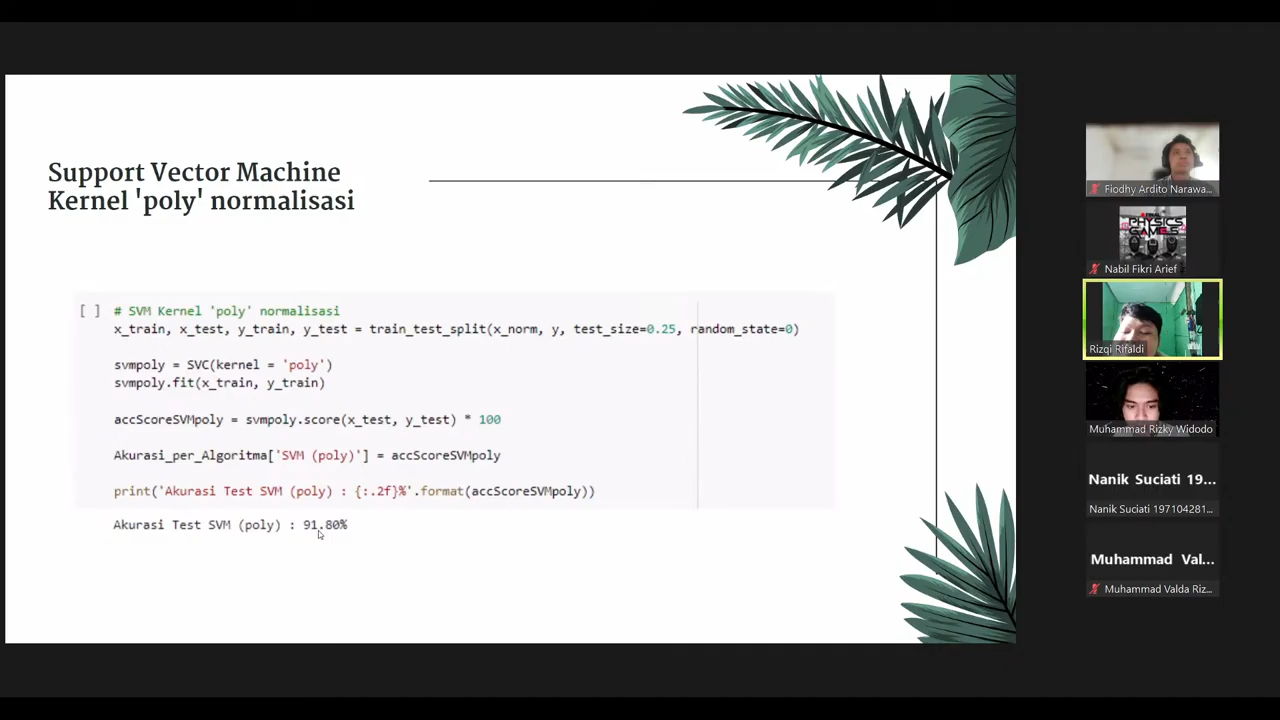 Support Vector Machine
Kernel 'poly' normalisasi
[ ] # SVM Kernel 'poly' normalisasi
x_train, x_test, y_train, y_test = train_test_split(x_norm, y, test_size=0.25, random_state=0)
svmpoly = SVC(kernel = 'poly')
svmpoly.fit(x_train, y_train)
accScoreSVMpoly = svmpoly.score(x_test, y_test) * 100
Akurasi_per_Algoritma['SVM (poly)'] = accScoreSVMpoly
print('Akurasi Test SVM (poly) : {:.2f}%'.format(accScoreSVMpoly))
Akurasi Test SVM (poly) : 91.80%
Fiodhy Ardito Narawa...
PHYSICS
GAMES
Nabil Fikri Arief
Rizqi Rifaldi
Muhammad Rizky Widodo
Nanik Suciati 19...
Nanik Suciati 197104281...
Muhammad Val...
Muhammad Valda Riz...